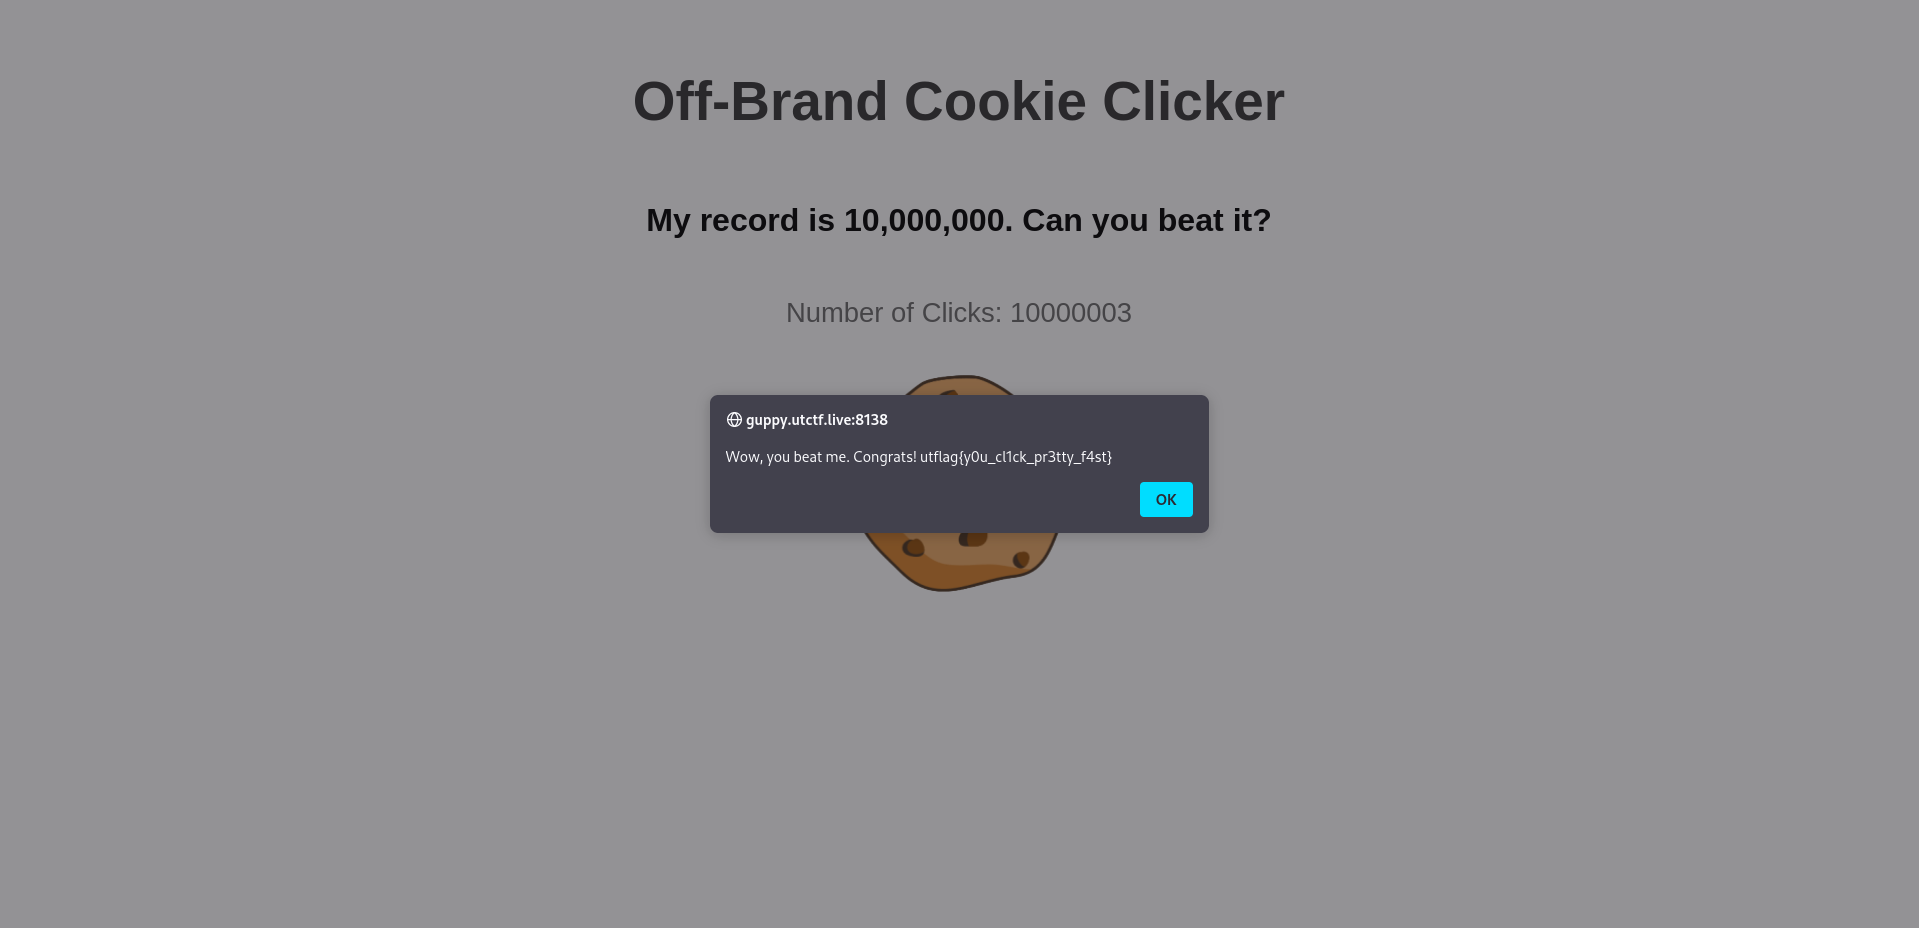 Off-Brand Cookie Clicker
My record is 10,000,000. Can you beat it?
Number of Clicks: 10000003
guppy.utctf.live:8138
Wow, you beat me. Congrats! utflag{y0u_cl1ck_pr3tty_f4st}
OK